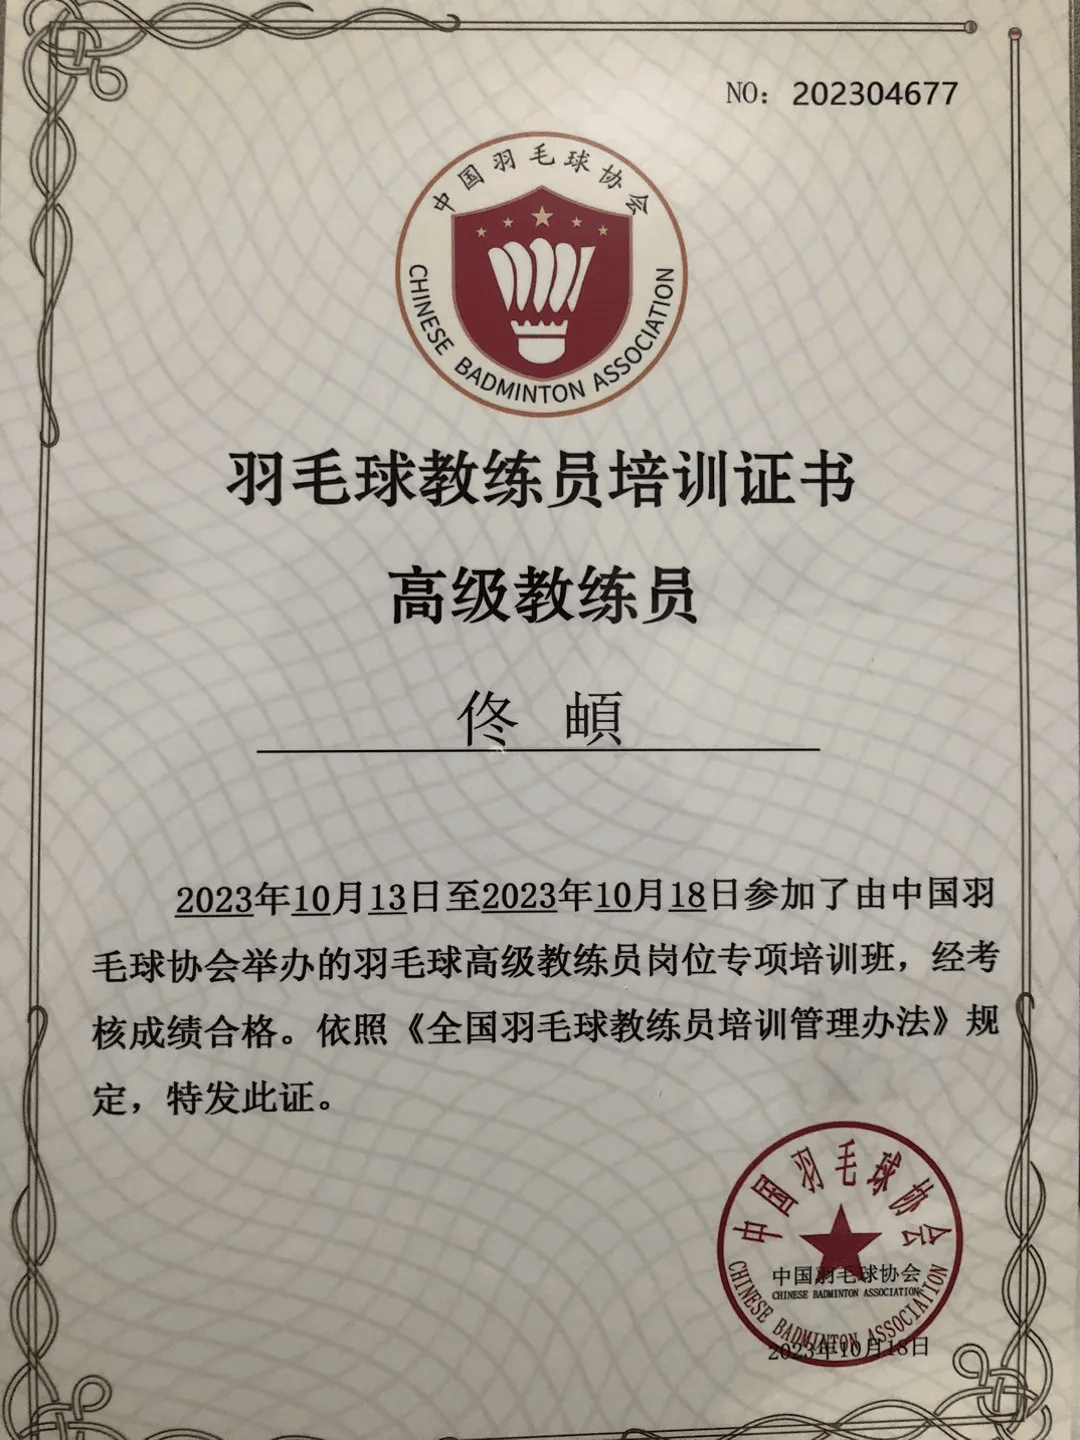 NO: 202304677
中国羽毛球协会
CHINESE BADMINTON ASSOCIATION
羽毛球教练员培训证书
高级教练员
佟 頔
2023年10月13日至2023年10月18日参加了由中国羽
毛球协会举办的羽毛球高级教练员岗位专项培训班，经考
核成绩合格。依照《全国羽毛球教练员培训管理办法》规
定，特发此证。
中国羽毛球协会
中国羽毛球协会
CHINESE BADMINTON ASSOCIATION
CHINESE BADMINTON ASSOCIATION
2023年10月18日